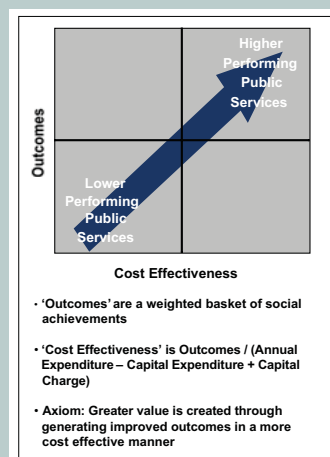 Higher
Performing
Public
Services
Outcomes
Lower
Performing
Public
Services
Cost Effectiveness
• ‘Outcomes’ are a weighted basket of social
achievements
• ‘Cost Effectiveness’ is Outcomes / (Annual
Expenditure – Capital Expenditure + Capital
Charge)
• Axiom: Greater value is created through
generating improved outcomes in a more
cost effective manner